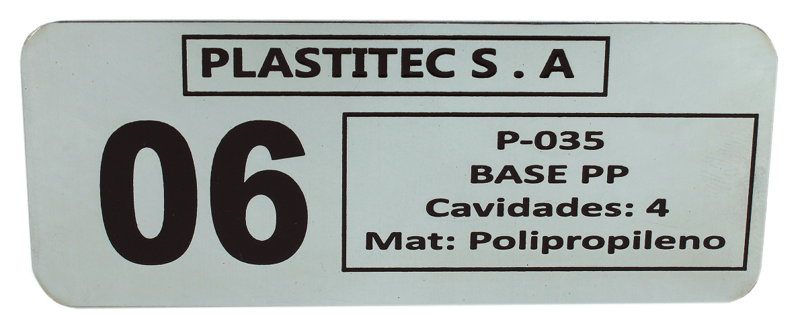 PLASTITEC S . A
06
P-035
BASE PP
Cavidades: 4
Mat: Polipropileno